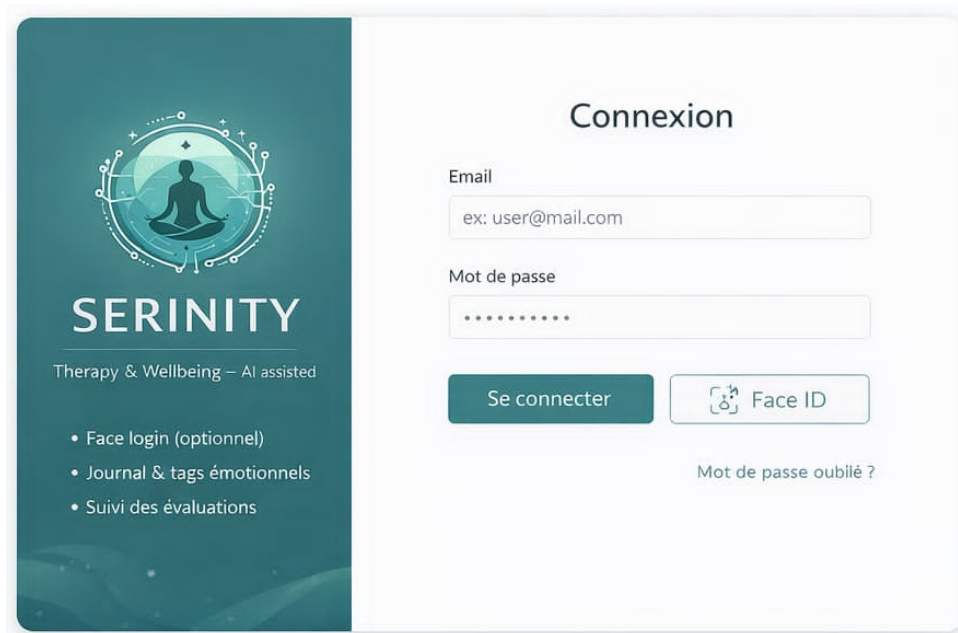 SERINITY
Therapy & Wellbeing – AI assisted
• Face login (optionnel)
• Journal & tags émotionnels
• Suivi des évaluations
Connexion
Email
ex: user@mail.com
Mot de passe
••••••••••
Se connecter
Face ID
Mot de passe oubilé ?